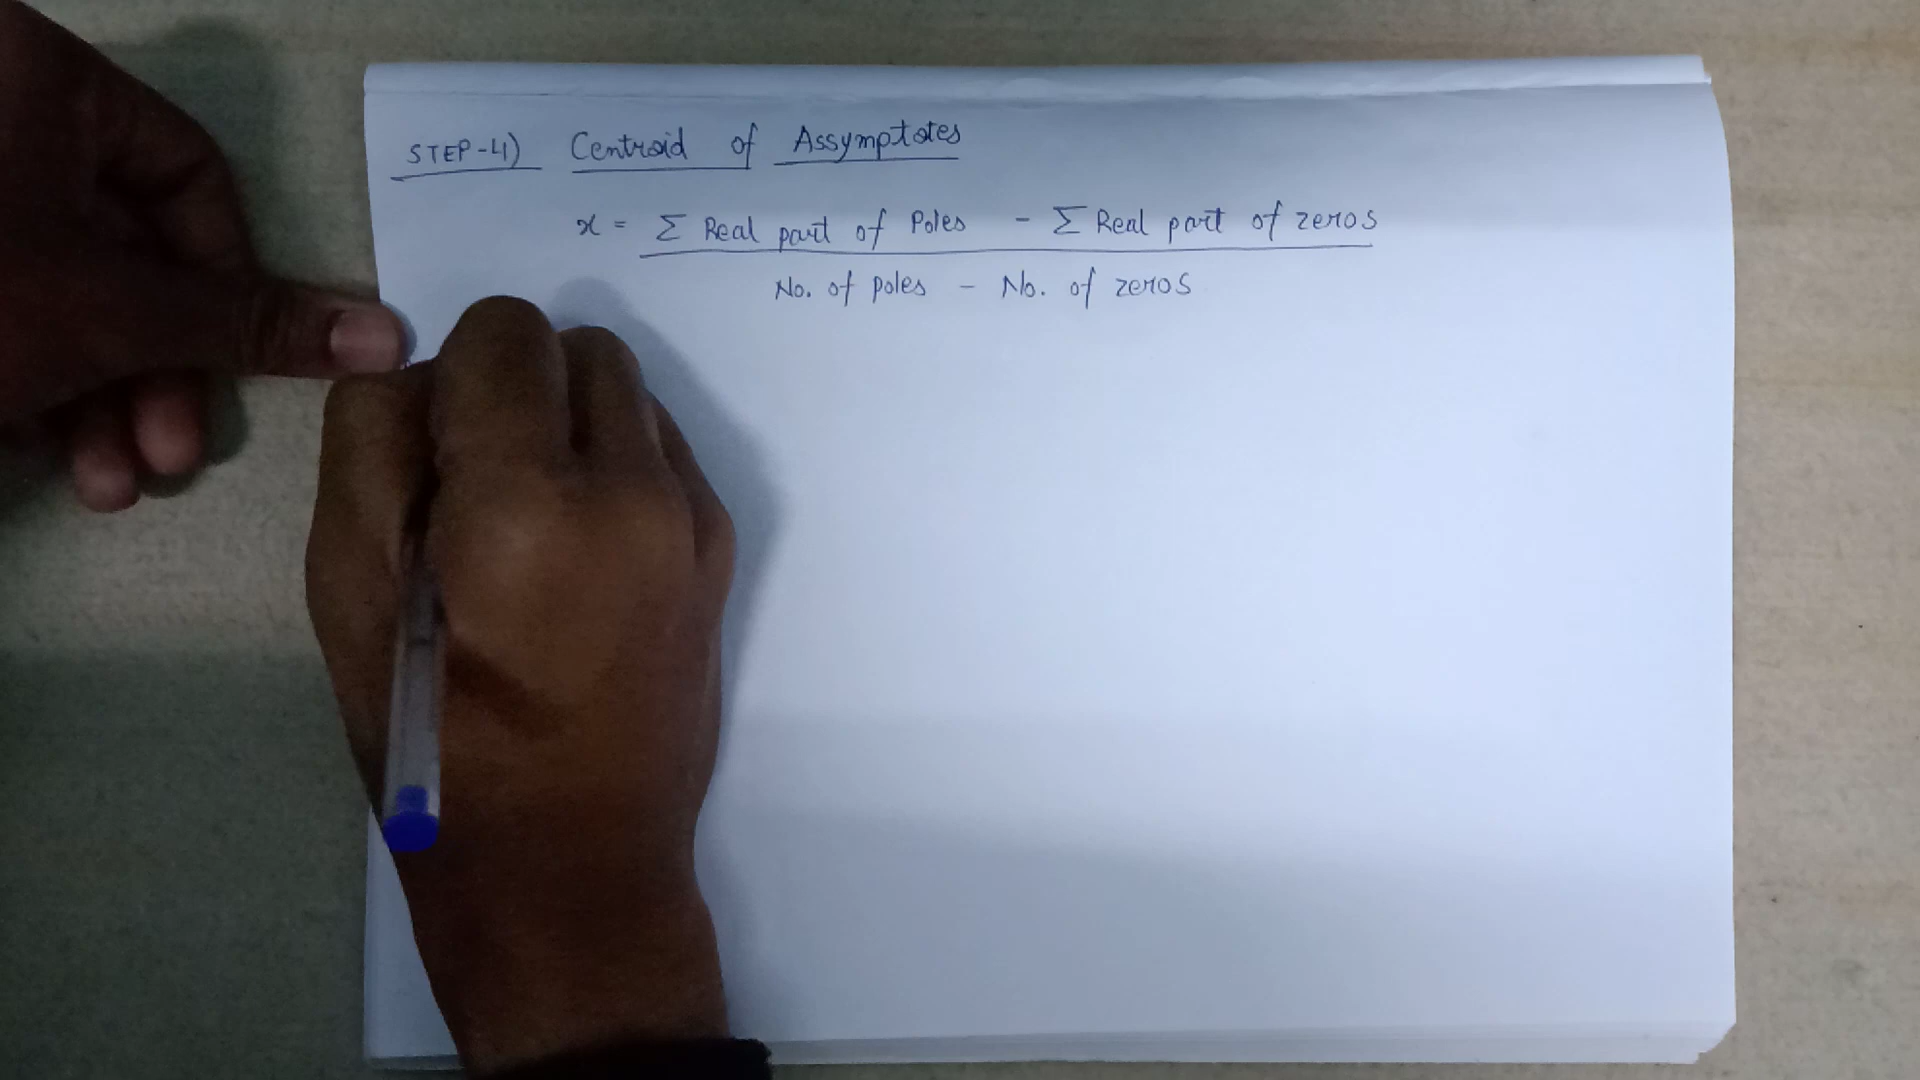 STEP-4) Centroid of Assymptotes
x = Σ Real part of Poles - Σ Real part of zeros
No. of poles - No. of zeros